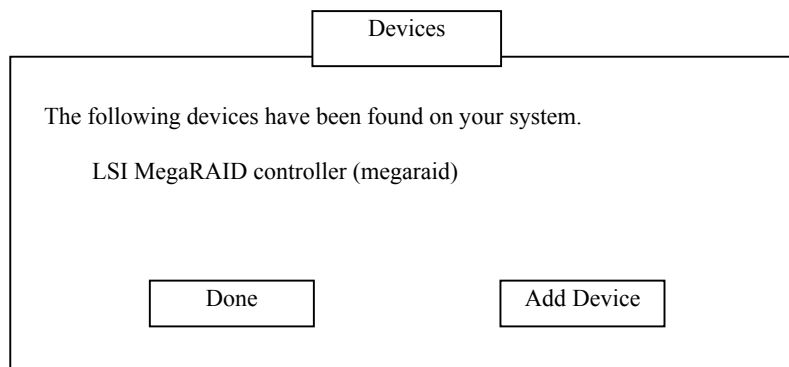 Devices
The following devices have been found on your system.
LSI MegaRAID controller (megaraid)
Done
Add Device